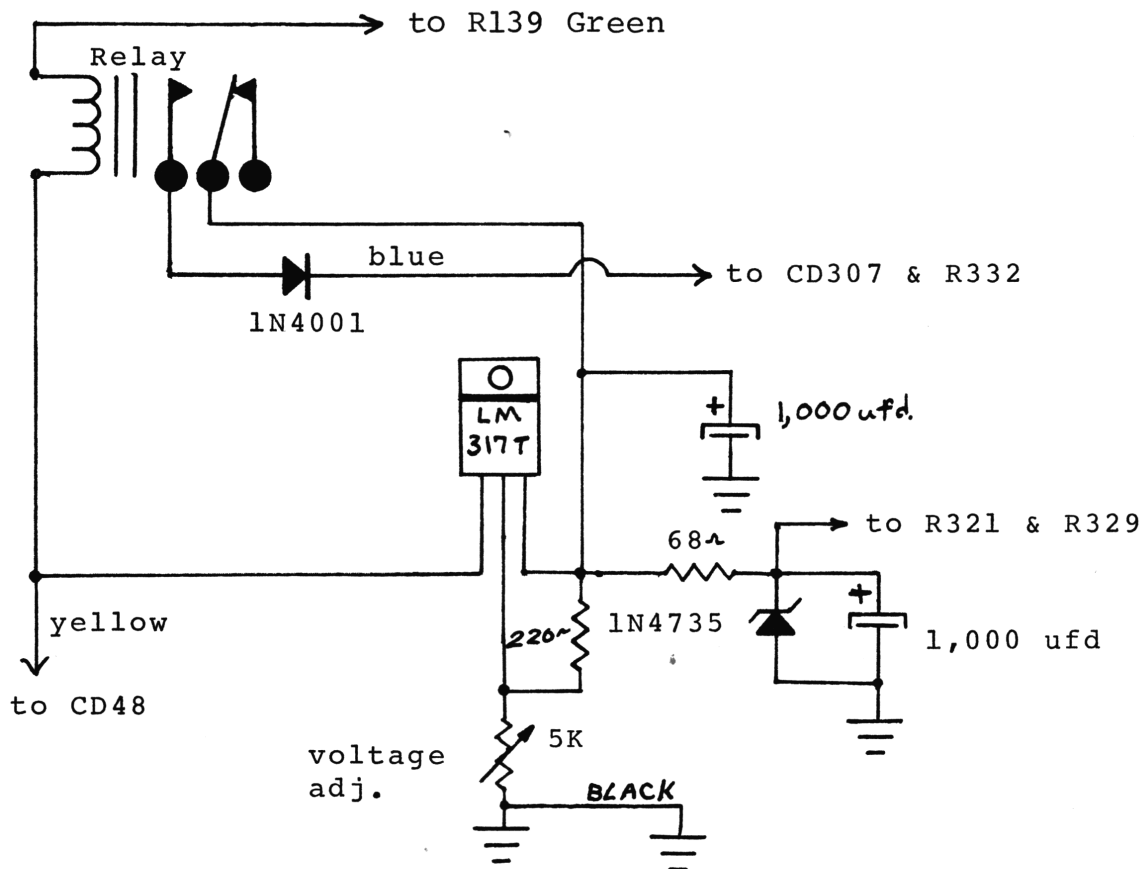 to R139 Green
Relay
blue
to CD307 & R332
1N4001
LM
317T
+
1,000 ufd.
to R321 & R329
68Ω
+
yellow
220Ω
1N4735
1,000 ufd
to CD48
voltage
adj.
5K
BLACK